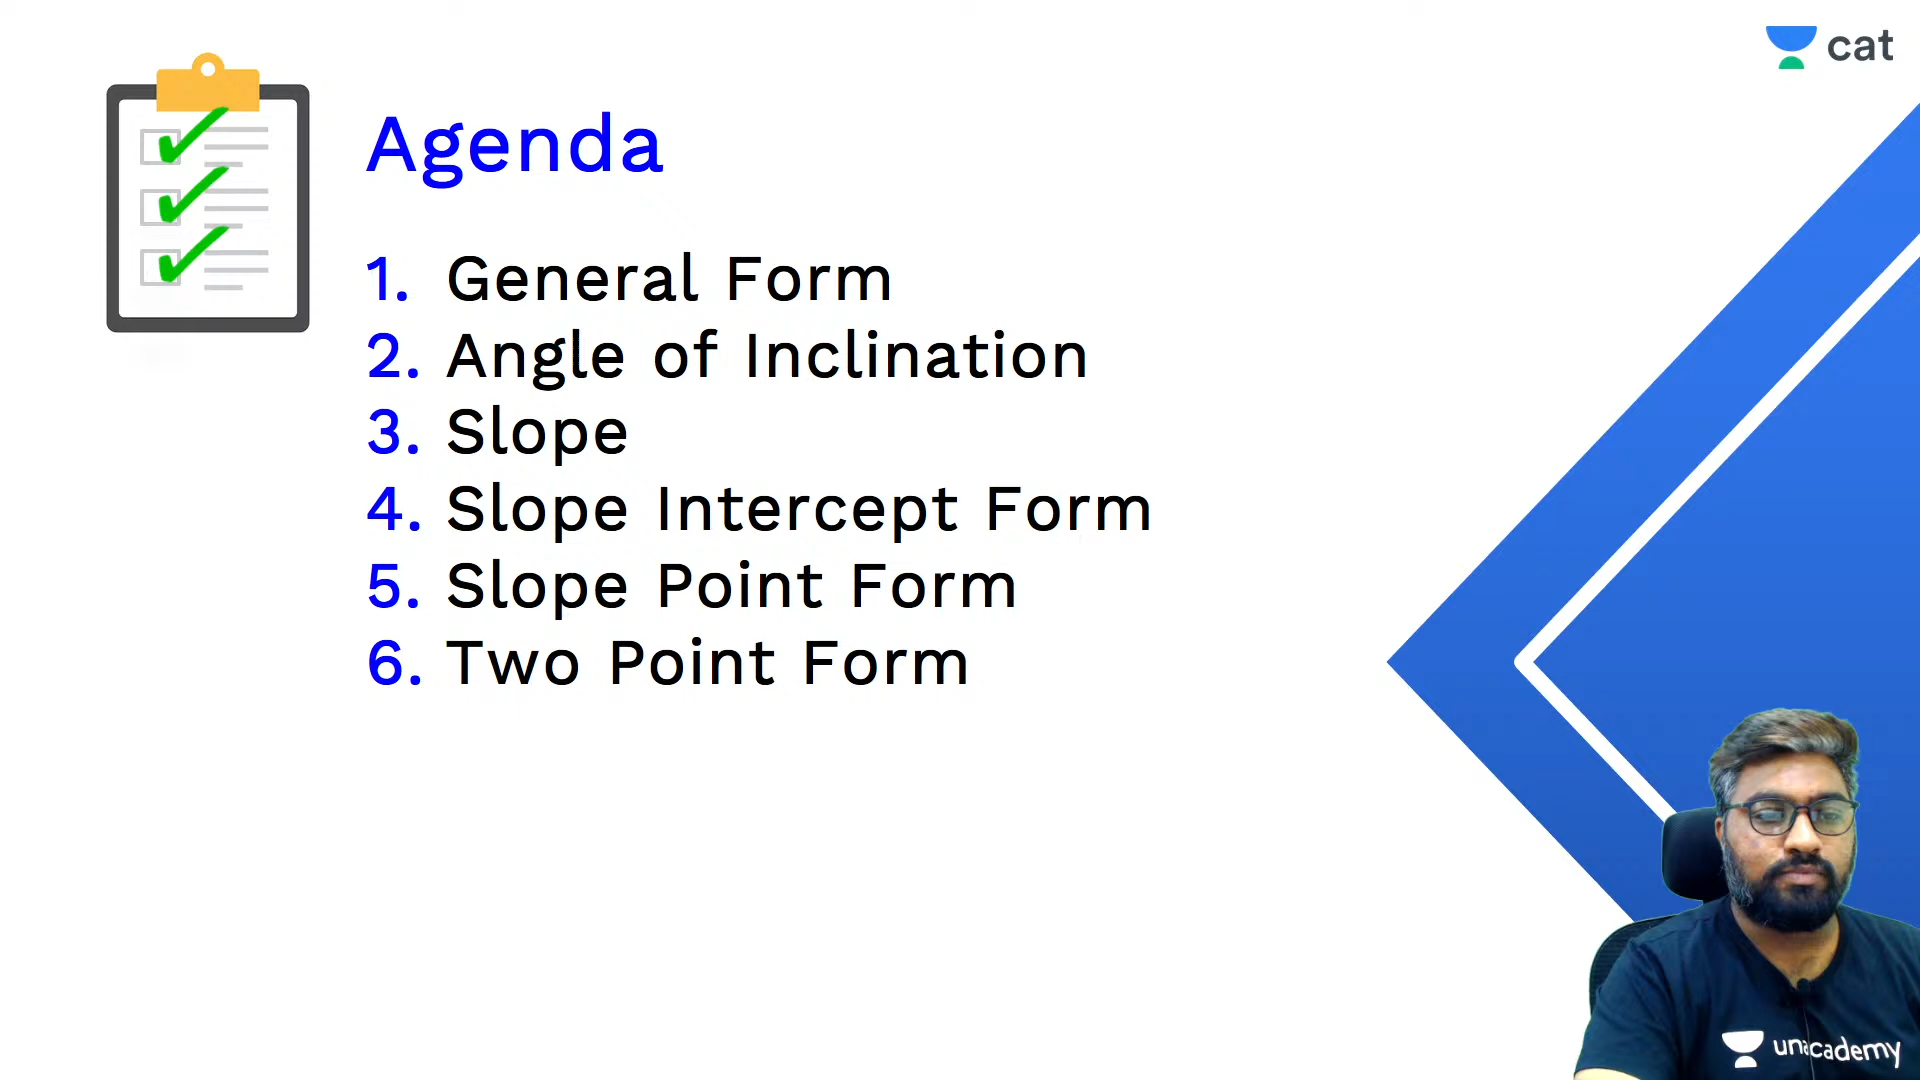 cat
Agenda
1. General Form
2. Angle of Inclination
3. Slope
4. Slope Intercept Form
5. Slope Point Form
6. Two Point Form
unacademy